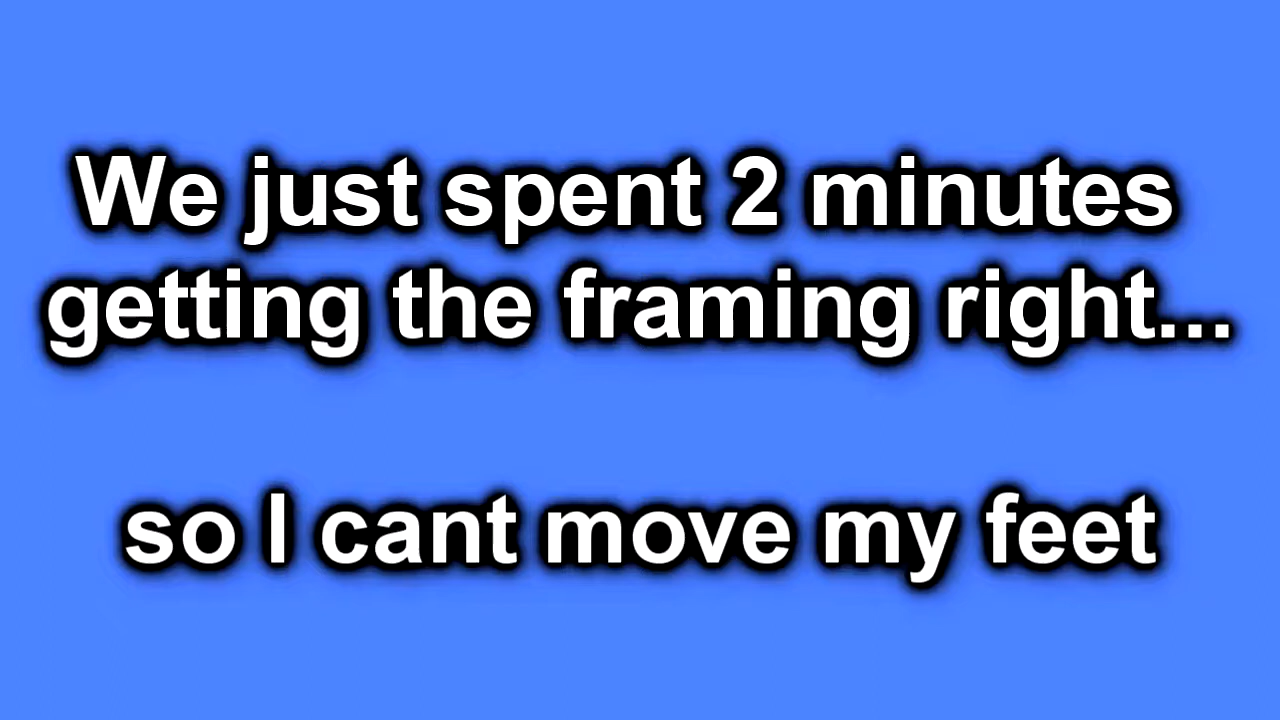 We just spent 2 minutes
getting the framing right...
so I cant move my feet